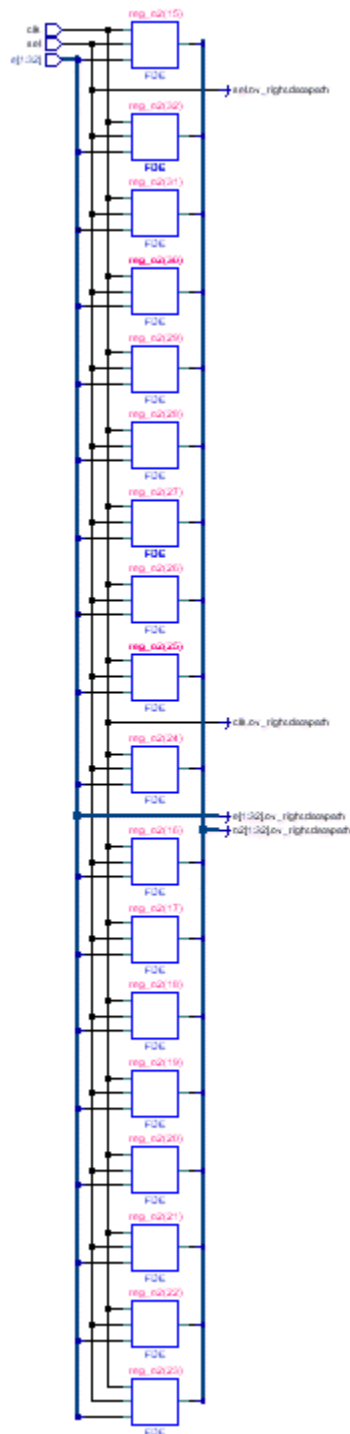 clk
sel
e[1:32]
reg_o2(15)
FDE
sel.ov_right.datapath
reg_o2(32)
FDE
reg_o2(31)
FDE
reg_o2(30)
FDE
reg_o2(29)
FDE
reg_o2(28)
FDE
reg_o2(27)
FDE
reg_o2(26)
FDE
reg_o2(25)
FDE
clk.ov_right.datapath
reg_o2(24)
FDE
e[1:32].ov_right.datapath
o2[1:32].ov_right.datapath
reg_o2(16)
FDE
reg_o2(17)
FDE
reg_o2(18)
FDE
reg_o2(19)
FDE
reg_o2(20)
FDE
reg_o2(21)
FDE
reg_o2(22)
FDE
reg_o2(23)
FDE